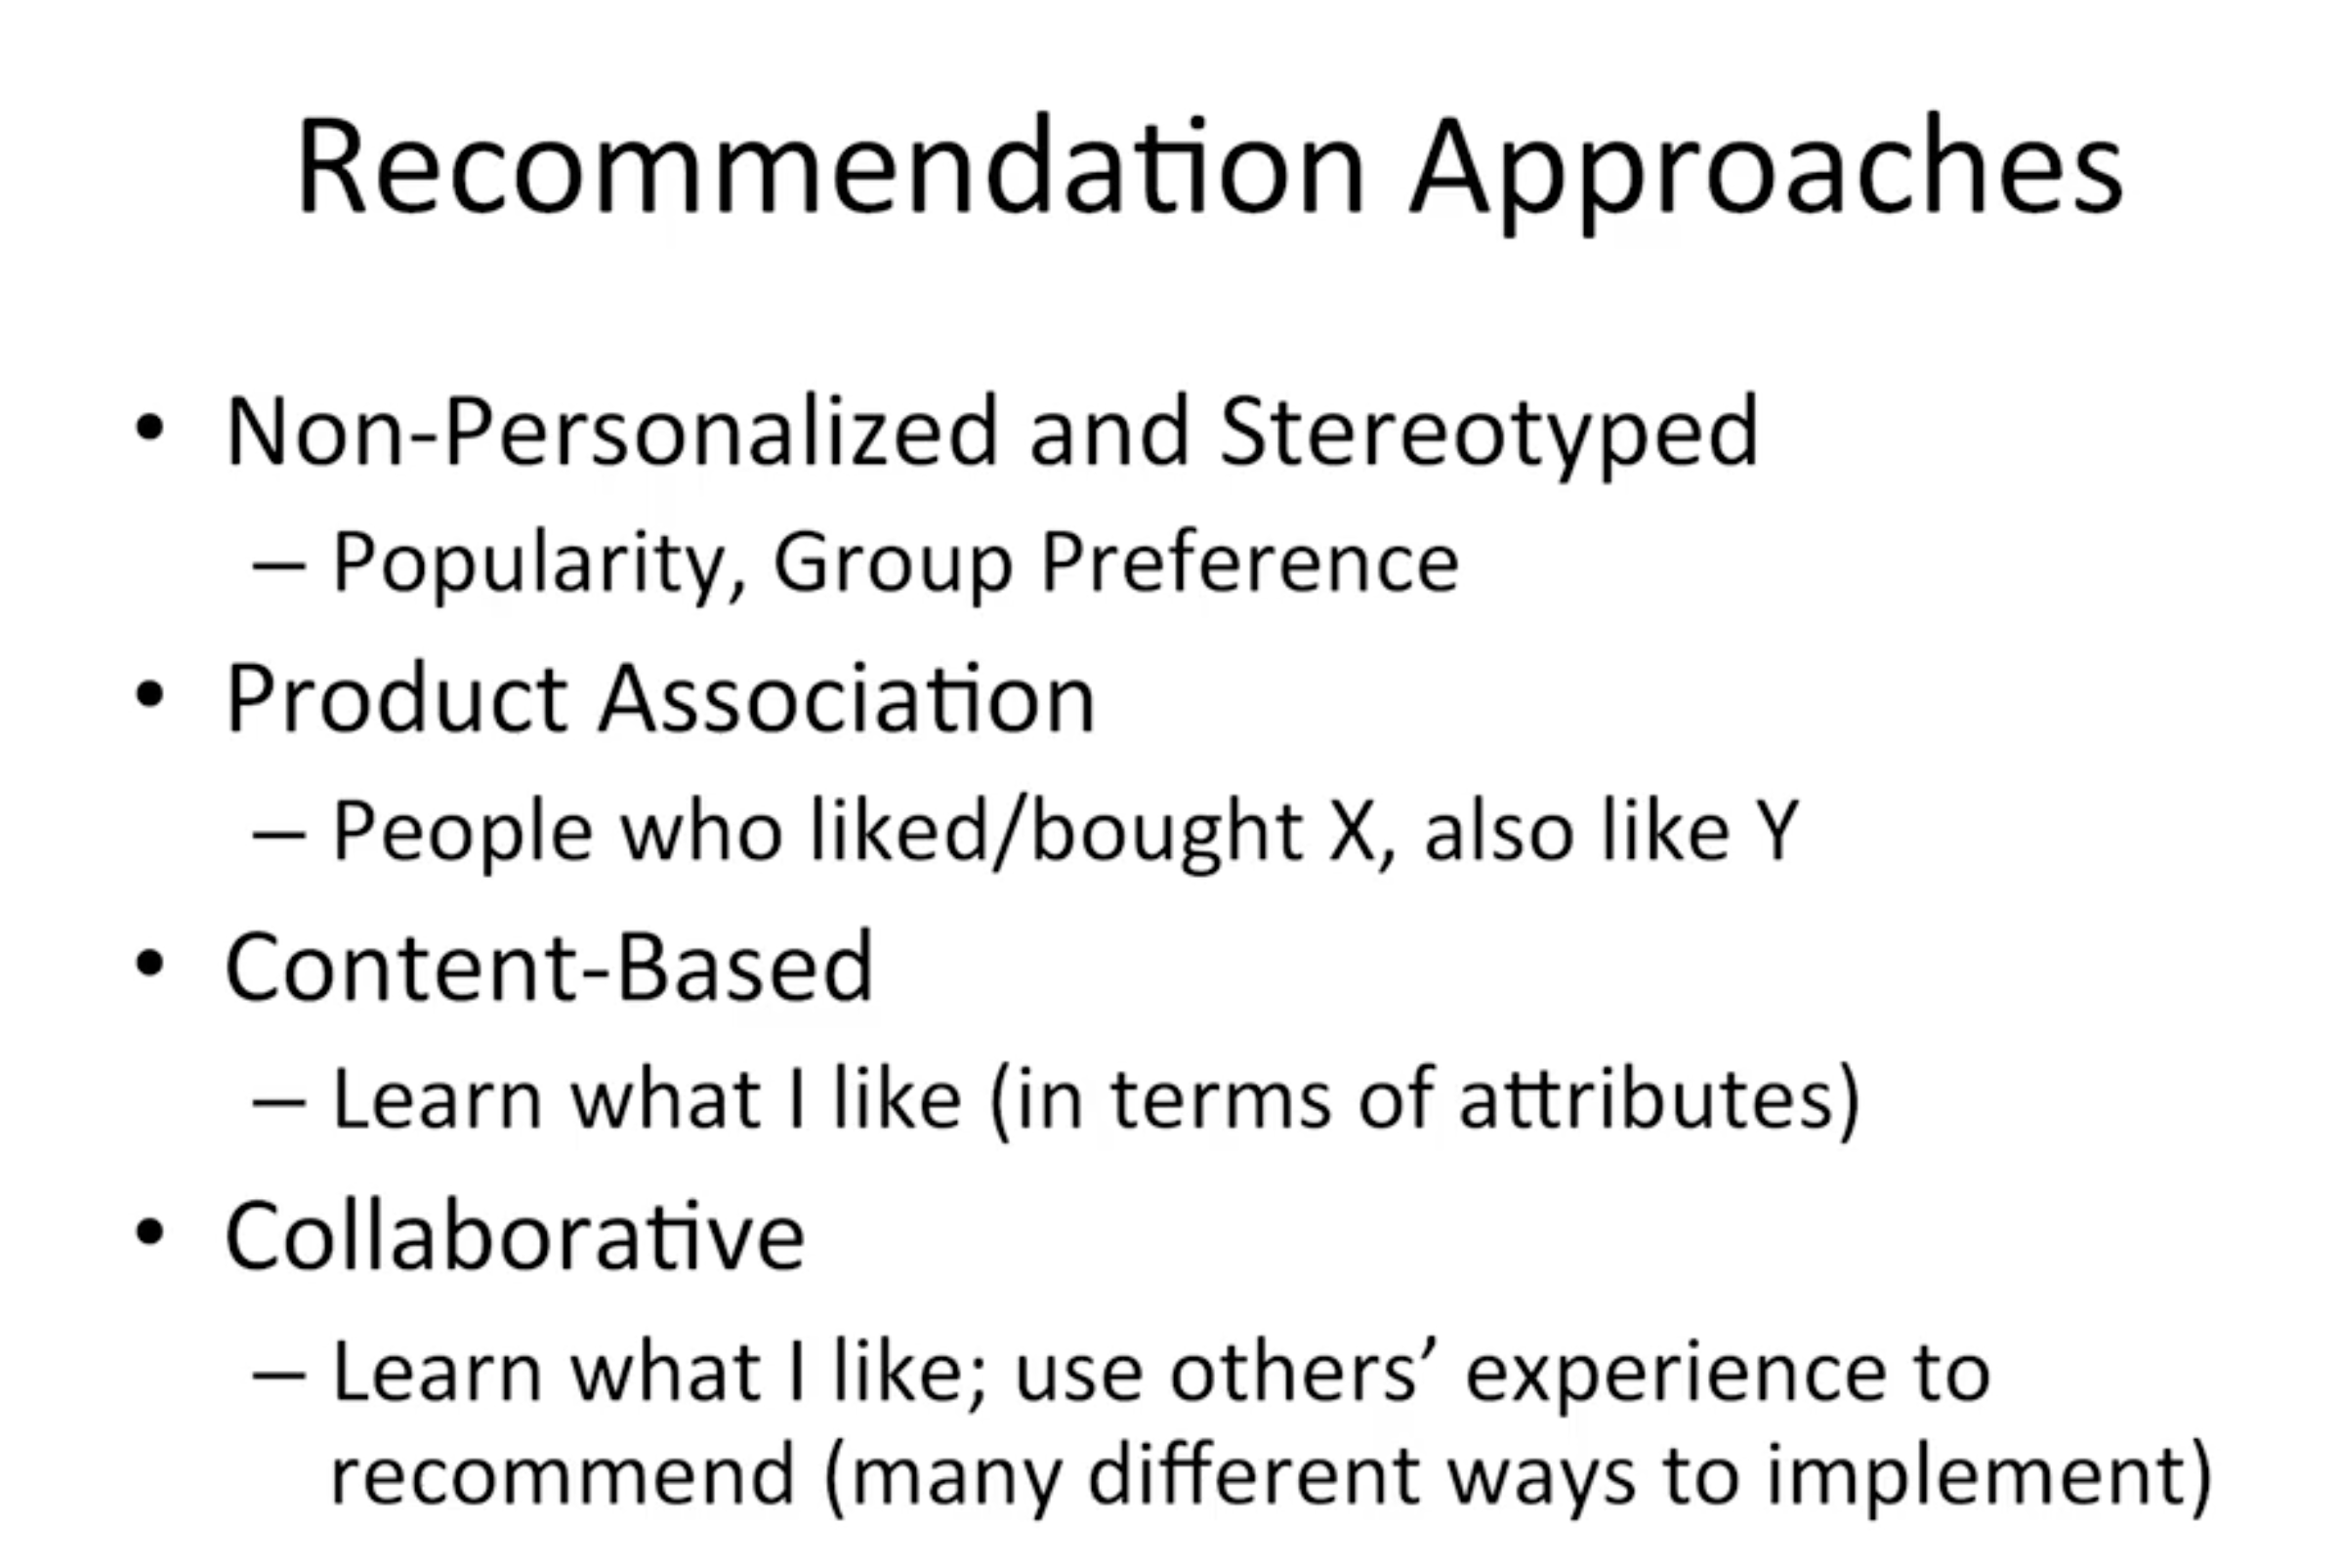 Recommendation Approaches
• Non-Personalized and Stereotyped
– Popularity, Group Preference
• Product Association
– People who liked/bought X, also like Y
• Content-Based
– Learn what I like (in terms of attributes)
• Collaborative
– Learn what I like; use others’ experience to
recommend (many different ways to implement)